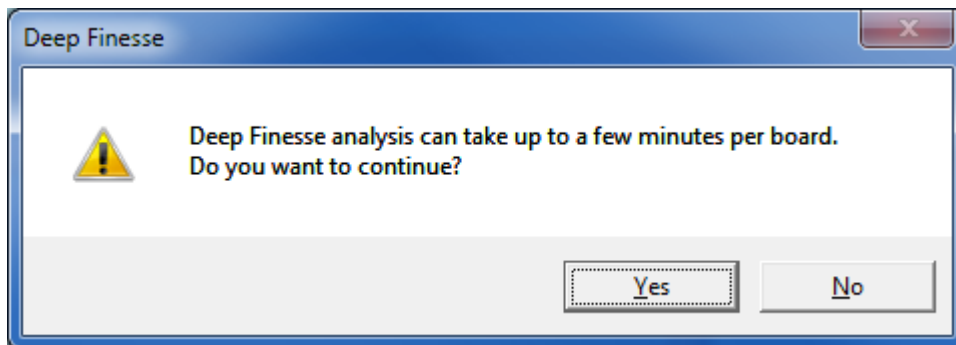 Deep Finesse
Deep Finesse analysis can take up to a few minutes per board.
Do you want to continue?
Yes
No